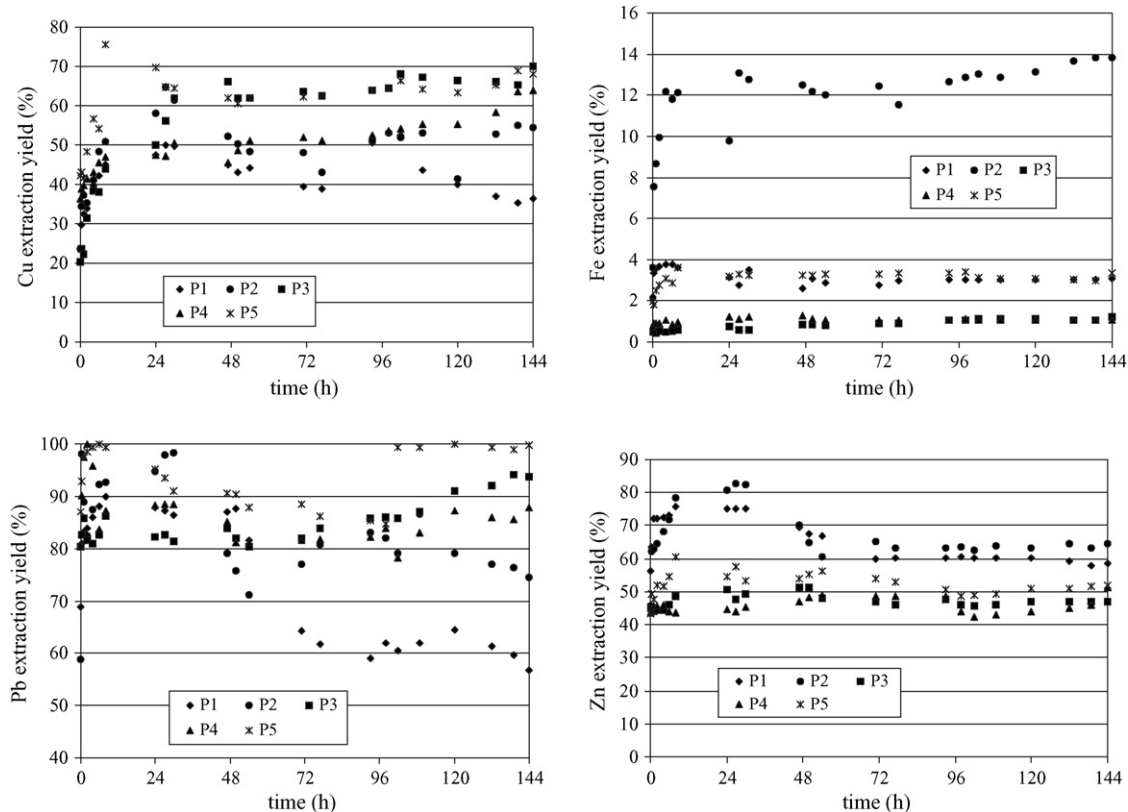 Cu extraction yield (%)
80
70
60
50
40
30
20
10
0
0 24 48 72 96 120 144
time (h)
P1 P2 P3
P4 P5
Fe extraction yield (%)
16
14
12
10
8
6
4
2
0
0 24 48 72 96 120 144
time (h)
P1 P2 P3
P4 P5
Pb extraction yield (%)
100
90
80
70
60
50
40
0 24 48 72 96 120 144
time (h)
P1 P2 P3
P4 P5
Zn extraction yield (%)
90
80
70
60
50
40
30
20
10
0
0 24 48 72 96 120 144
time (h)
P1 P2 P3
P4 P5